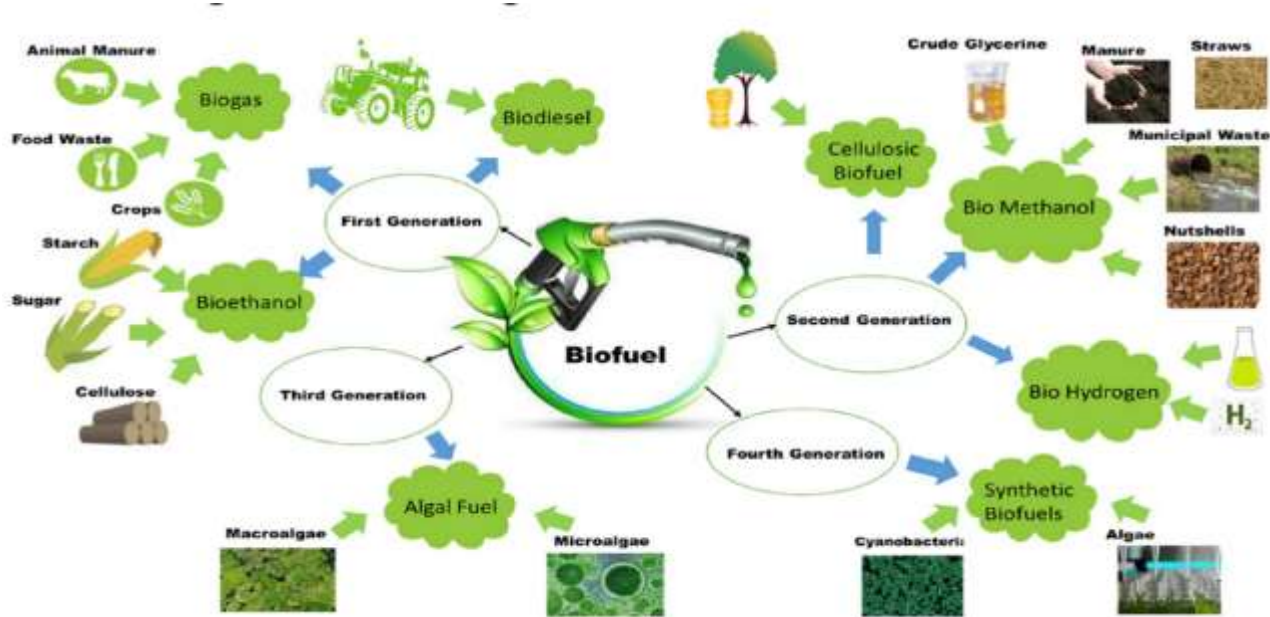 Animal Manure
Biogas
Food Waste
Crops
Biodiesel
First Generation
Starch
Sugar
Bioethanol
Cellulose
Third Generation
Biofuel
Algal Fuel
Macroalgae
Microalgae
Crude Glycerine
Manure
Straws
Municipal Waste
Cellulosic
Biofuel
Bio Methanol
Nutshells
Second Generation
Bio Hydrogen
H2
Fourth Generation
Synthetic
Biofuels
Cyanobacteria
Algae